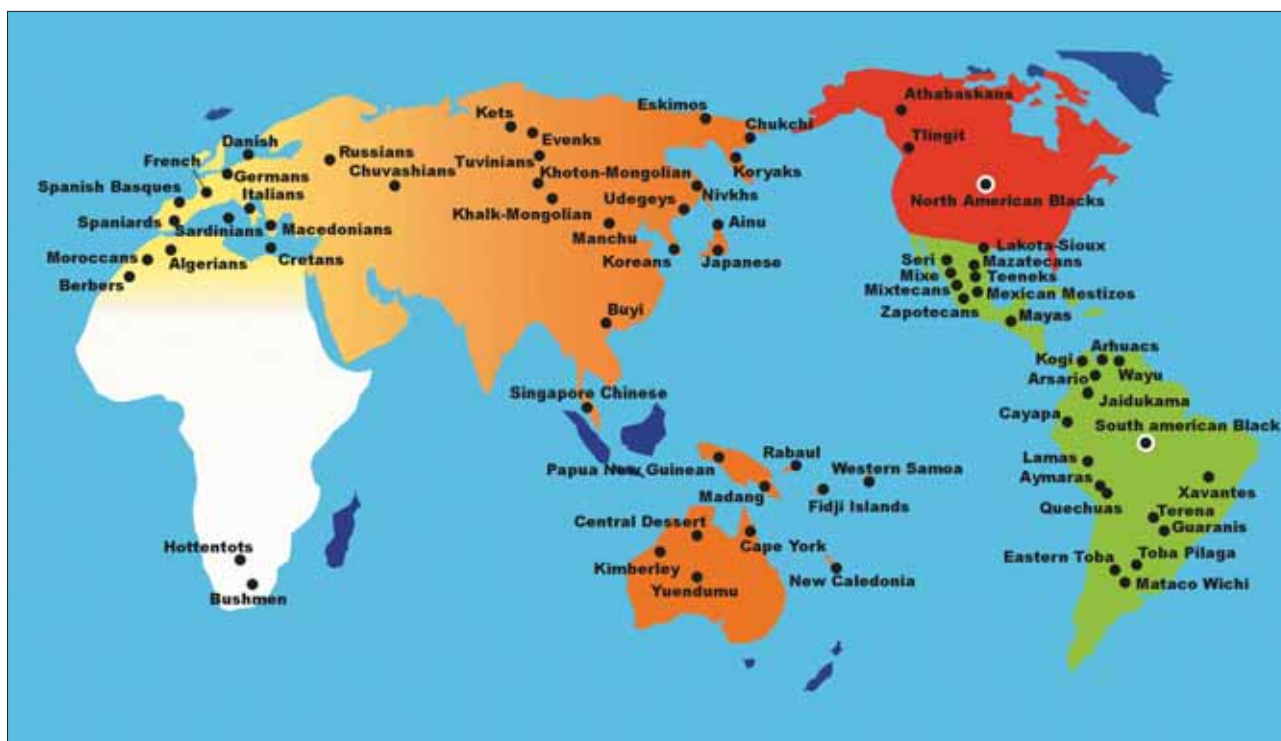 Athabaskans
Eskimos
Kets
Chukchi
Danish
Evenks
Tlingit
French
Russians
Tuvinians
Chuvashians
Khoton-Mongolian
Koryaks
Germans
Spanish Basques
Italians
Udegeys
Nivkhs
North American Blacks
Khalk-Mongolian
Spaniards
Sardinians
Macedonians
Ainu
Manchu
Lakota-Sioux
Moroccans
Algerians
Cretans
Koreans
Japanese
Seri
Mazatecans
Mixe
Teeneks
Berbers
Mixtecans
Mexican Mestizos
Zapotecans
Buyi
Mayas
Arhuacs
Kogi
Wayu
Arsario
Singapore Chinese
Jaidukama
Cayapa
South american Black
Rabaul
Lamas
Papua New Guinean
Western Samoa
Aymaras
Madang
Fidji Islands
Xavantes
Quechuas
Terena
Central Dessert
Guaranis
Hottentots
Cape York
Eastern Toba
Toba Pilaga
Kimberley
New Caledonia
Yuendumu
Mataco Wichi
Bushmen